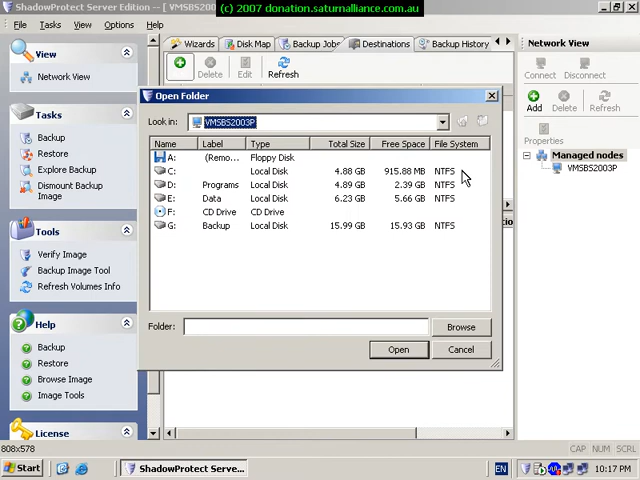 (c) 2007 donation.saturnalliance.com.au
ShadowProtect Server Edition - [ VMSBS2003P
File Tasks View Options Help
View
Network View
Tasks
Backup
Restore
Explore Backup
Dismount Backup
Image
Tools
Verify Image
Backup Image Tool
Refresh Volumes Info
Help
Backup
Restore
Browse Image
Image Tools
License
Wizards Disk Map Backup Jobs Destinations Backup History
Add Delete Edit Refresh
Open Folder
Look in: VMSBS2003P
Name Label Type Total Size Free Space File System
A: (Remo... Floppy Disk
C: Local Disk 4.88 GB 915.88 MB NTFS
D: Programs Local Disk 4.89 GB 2.39 GB NTFS
E: Data Local Disk 6.23 GB 5.66 GB NTFS
F: CD Drive CD Drive
G: Backup Local Disk 15.99 GB 15.93 GB NTFS
Folder: Browse
Open Cancel
Network View
Connect Disconnect
Add Delete Refresh
Properties
Managed nodes
VMSBS2003P
808x578 CAP NUM SCRL
Start ShadowProtect Serve... EN 10:17 PM